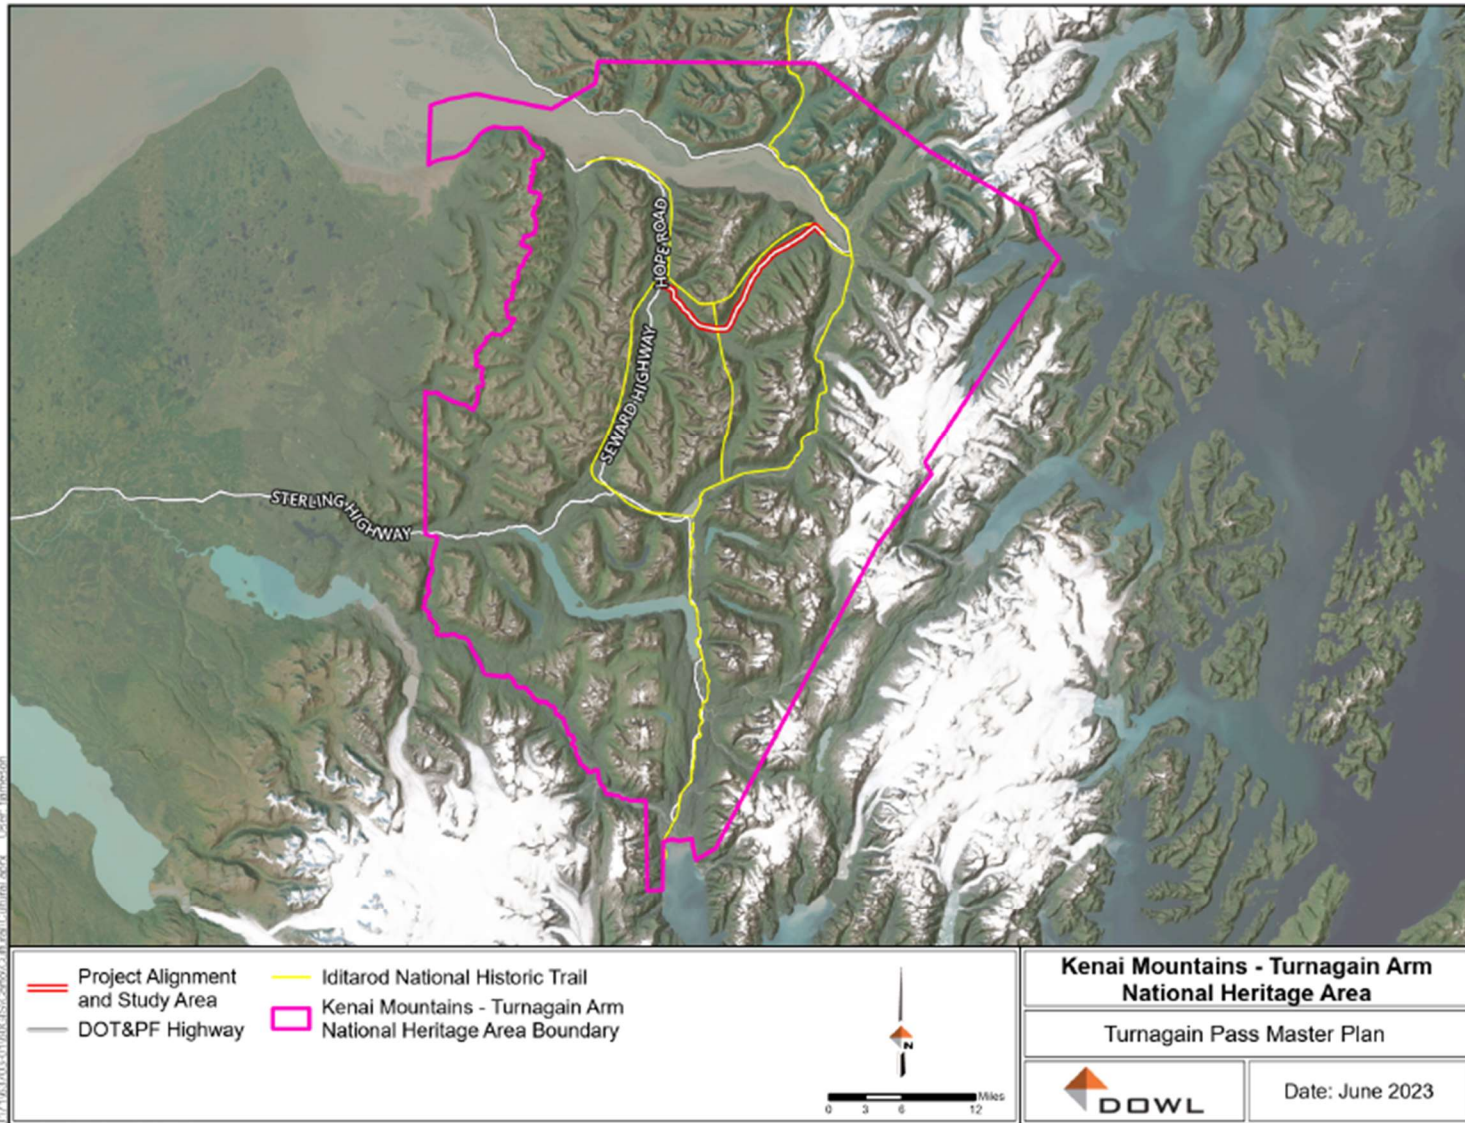 HOPE ROAD
SEWARD HIGHWAY
STERLING HIGHWAY
Project Alignment
and Study Area
DOT&PF Highway
Iditarod National Historic Trail
Kenai Mountains - Turnagain Arm
National Heritage Area Boundary
N
Miles
0 3 6 12
Kenai Mountains - Turnagain Arm
National Heritage Area
Turnagain Pass Master Plan
DOWL
Date: June 2023